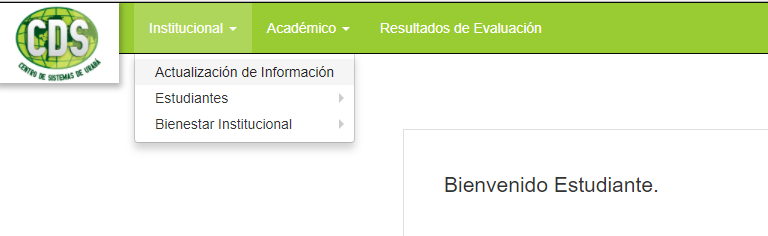 CDS
CENTRO DE SISTEMAS DE URABÁ
Institucional
Académico
Resultados de Evaluación
Actualización de Información
Estudiantes
Bienestar Institucional
Bienvenido Estudiante.